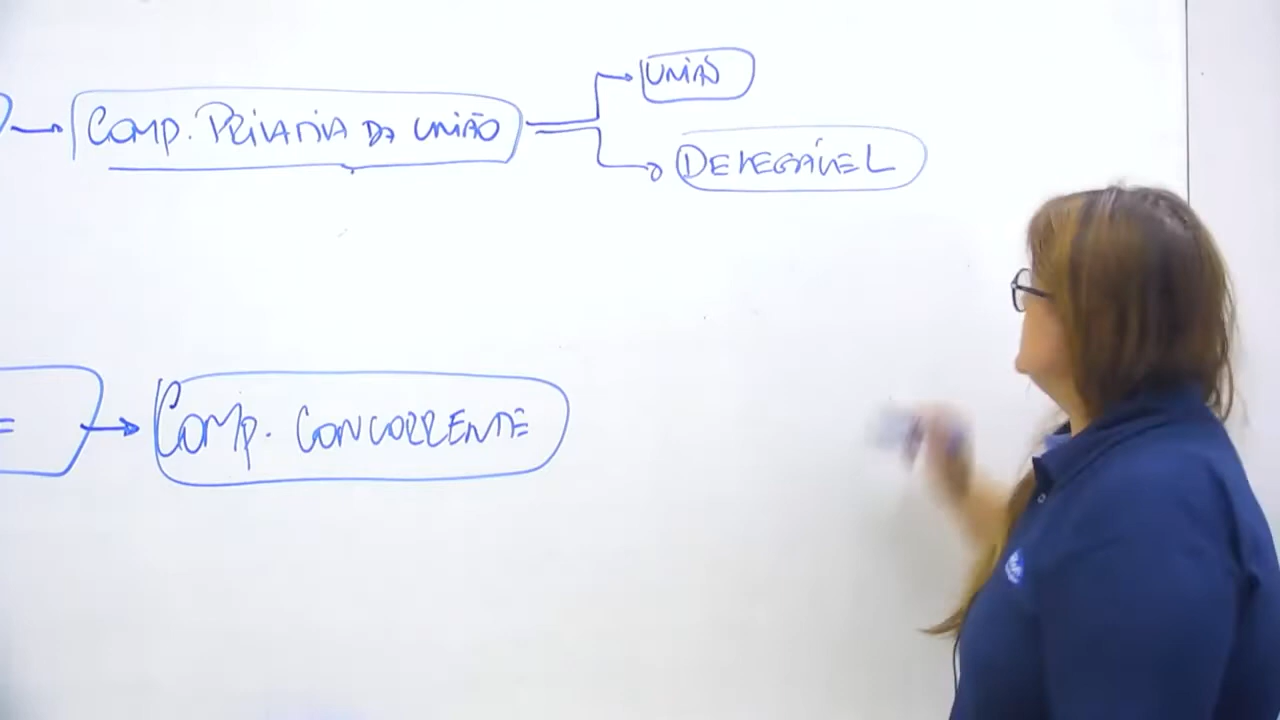 COMP. PRIVATIVA DA UNIÃO
UNIÃO
DELEGÁVEL
COMP. CONCORRENTE